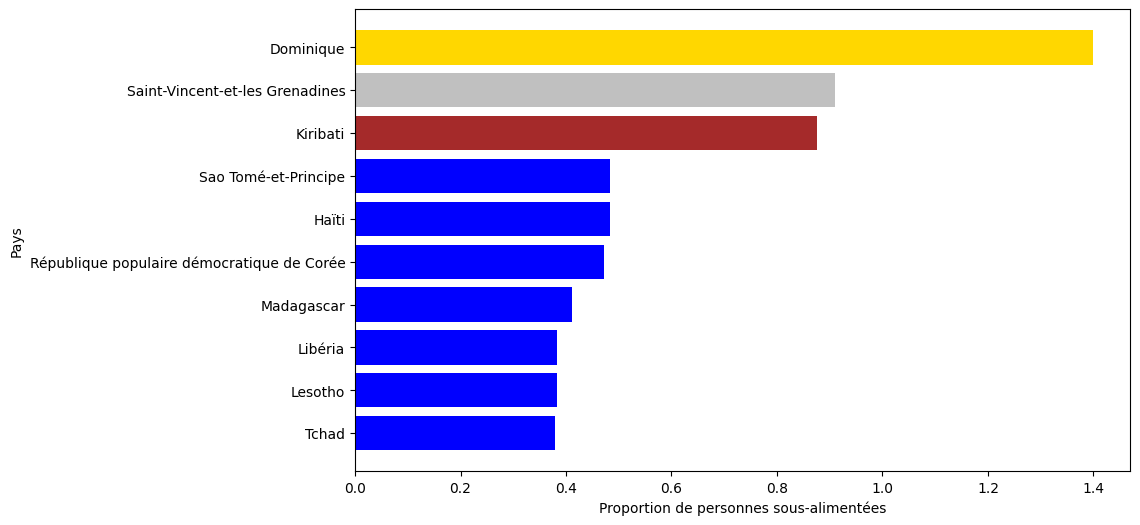 Dominique
Saint-Vincent-et-les Grenadines
Kiribati
Sao Tomé-et-Principe
Haïti
République populaire démocratique de Corée
Madagascar
Libéria
Lesotho
Tchad
Pays
0.0 0.2 0.4 0.6 0.8 1.0 1.2 1.4
Proportion de personnes sous-alimentées